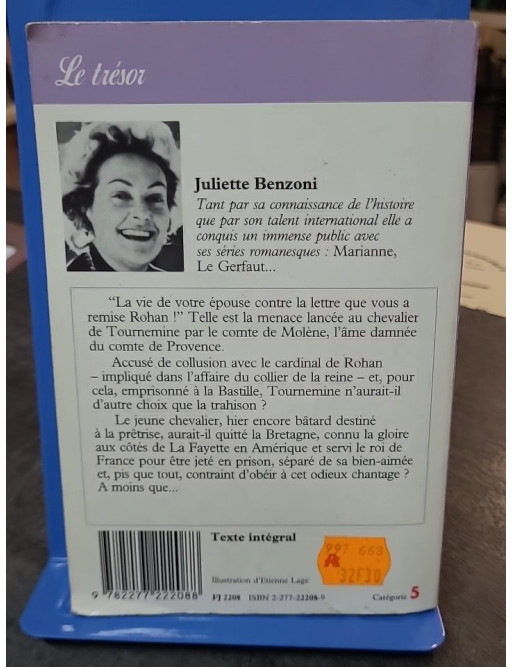 Le trésor
Juliette Benzoni
Tant par sa connaissance de l'histoire
que par son talent international elle a
conquis un immense public avec
ses séries romanesques : Marianne,
Le Gerfaut...
“La vie de votre épouse contre la lettre que vous a
remise Rohan !” Telle est la menace lancée au chevalier
de Tournemine par le comte de Molène, l'âme damnée
du comte de Provence.
Accusé de collusion avec le cardinal de Rohan
– impliqué dans l'affaire du collier de la reine – et, pour
cela, emprisonné à la Bastille, Tournemine n'aurait-il
d'autre choix que la trahison ?
Le jeune chevalier, hier encore bâtard destiné
à la prêtrise, aurait-il quitté la Bretagne, connu la gloire
aux côtés de La Fayette en Amérique et servi le roi de
France pour être jeté en prison, séparé de sa bien-aimée
et, pis que tout, contraint d'obéir à cet odieux chantage ?
A moins que...
Texte intégral
997 668
32F30
Illustration d'Etienne Lage
9 782277 222088
FJ 2208 ISBN 2-277-22208-9
Catégorie 5